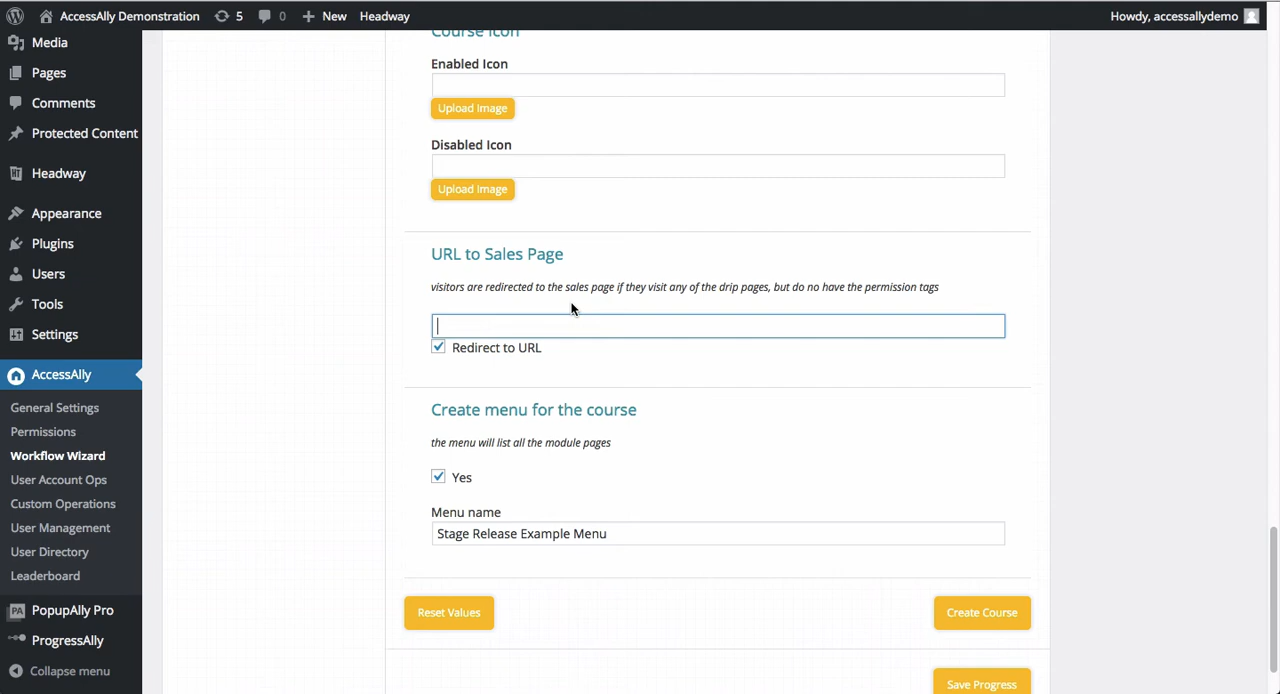 AccessAlly Demonstration 5 0 New Headway Howdy, accessallydemo
Media
Pages
Comments
Protected Content
Headway
Appearance
Plugins
Users
Tools
Settings
AccessAlly
General Settings
Permissions
Workflow Wizard
User Account Ops
Custom Operations
User Management
User Directory
Leaderboard
PA PopupAlly Pro
ProgressAlly
Collapse menu
Course Icon
Enabled Icon
Upload Image
Disabled Icon
Upload Image
URL to Sales Page
visitors are redirected to the sales page if they visit any of the drip pages, but do no have the permission tags
Redirect to URL
Create menu for the course
the menu will list all the module pages
Yes
Menu name
Stage Release Example Menu
Reset Values Create Course
Save Progress